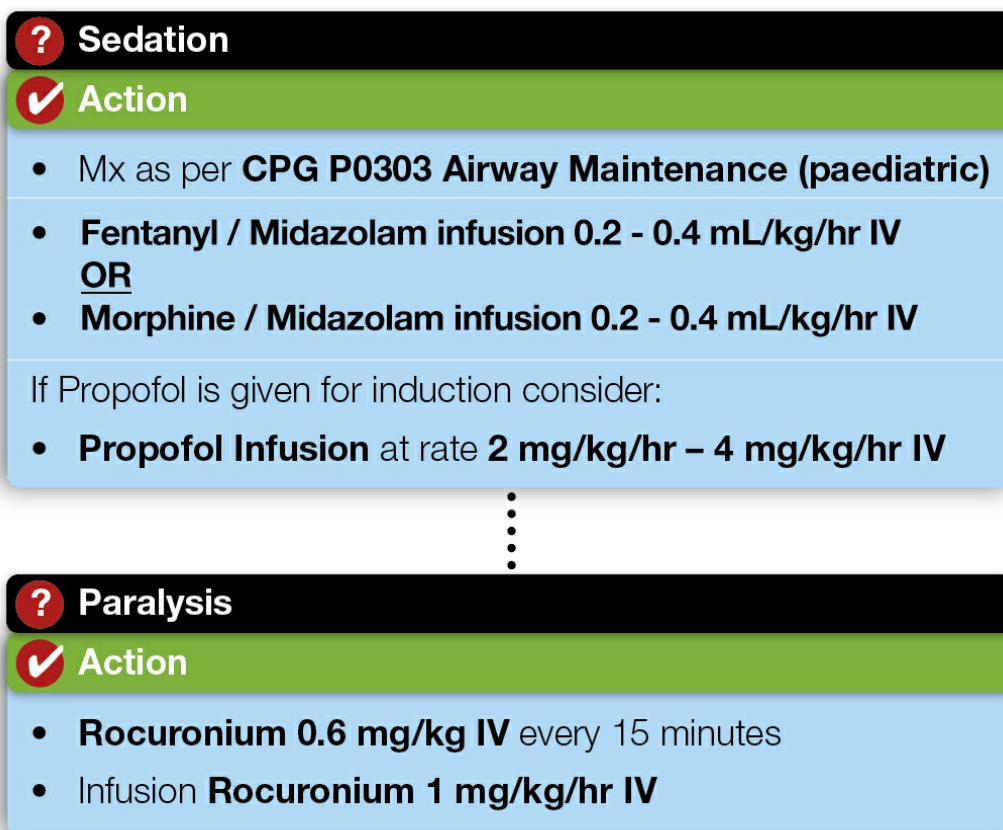 ? Sedation
Action
• Mx as per CPG P0303 Airway Maintenance (paediatric)
• Fentanyl / Midazolam infusion 0.2 - 0.4 mL/kg/hr IV
OR
• Morphine / Midazolam infusion 0.2 - 0.4 mL/kg/hr IV
If Propofol is given for induction consider:
• Propofol Infusion at rate 2 mg/kg/hr – 4 mg/kg/hr IV
? Paralysis
Action
• Rocuronium 0.6 mg/kg IV every 15 minutes
• Infusion Rocuronium 1 mg/kg/hr IV